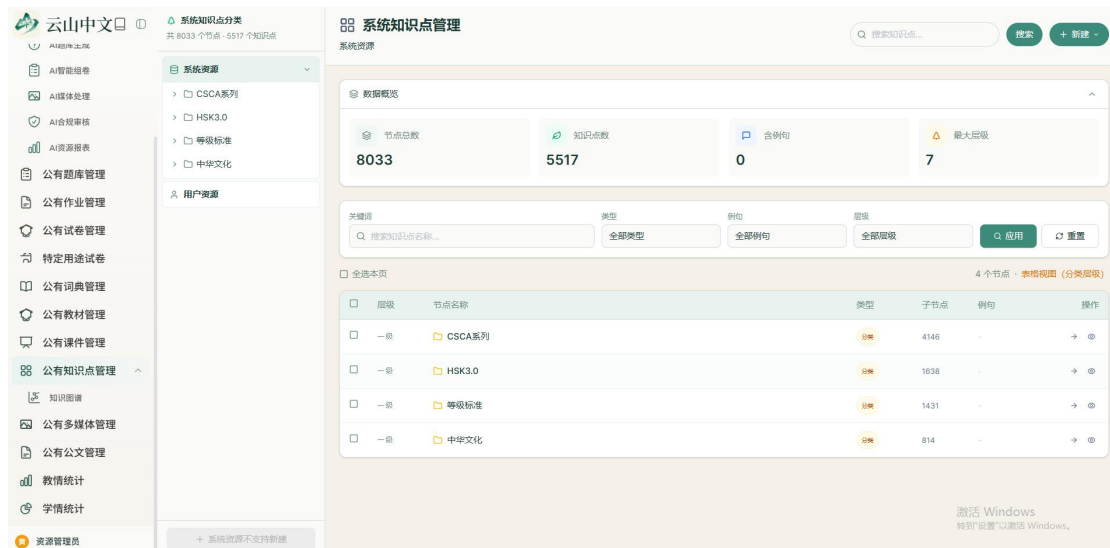 云山中文
AI题库生成
AI智能组卷
AI媒体处理
AI合规审核
AI资源报表
公有题库管理
公有作业管理
公有试卷管理
特定用途试卷
公有词典管理
公有教材管理
公有课件管理
公有知识点管理
知识图谱
公有多媒体管理
公有公文管理
教情统计
学情统计
资 资源管理员
系统知识点分类
共 8033 个节点 · 5517 个知识点
系统资源
CSCA系列
HSK3.0
等级标准
中华文化
用户资源
+ 系统资源不支持新建
系统知识点管理
系统资源
搜索知识点...
搜索
+ 新建
数据概览
节点总数
8033
知识点数
5517
含例句
0
最大层级
7
关键词 类型 例句 层级
搜索知识点名称... 全部类型 全部例句 全部层级 应用 重置
全选本页
4 个节点 · 表格视图（分类层级）
层级 节点名称 类型 子节点 例句 操作
一级 CSCA系列 分类 4146 -
一级 HSK3.0 分类 1638 -
一级 等级标准 分类 1431 -
一级 中华文化 分类 814 -
激活 Windows
转到"设置"以激活 Windows。